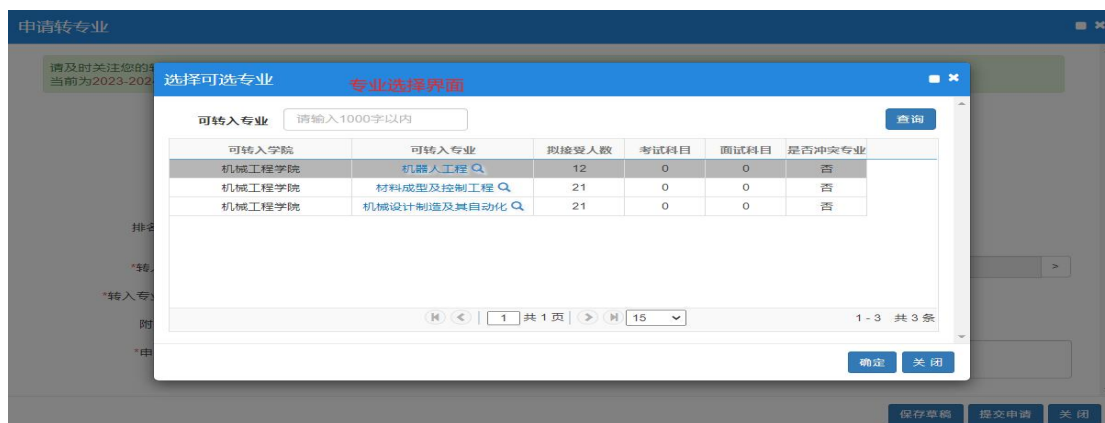 申请转专业
请及时关注您的
当前为2023-202
选择可选专业
专业选择界面
可转入专业 请输入1000字以内 查询
可转入学院 可转入专业 拟接受人数 考试科目 面试科目 是否冲突专业
机械工程学院 机器人工程 12 0 0 否
机械工程学院 材料成型及控制工程 21 0 0 否
机械工程学院 机械设计制造及其自动化 21 0 0 否
排名
*转入
*转入专业
附
*申
1 共 1 页 15 1 - 3 共 3 条
确定 关 闭
保存草稿 提交申请 关 闭